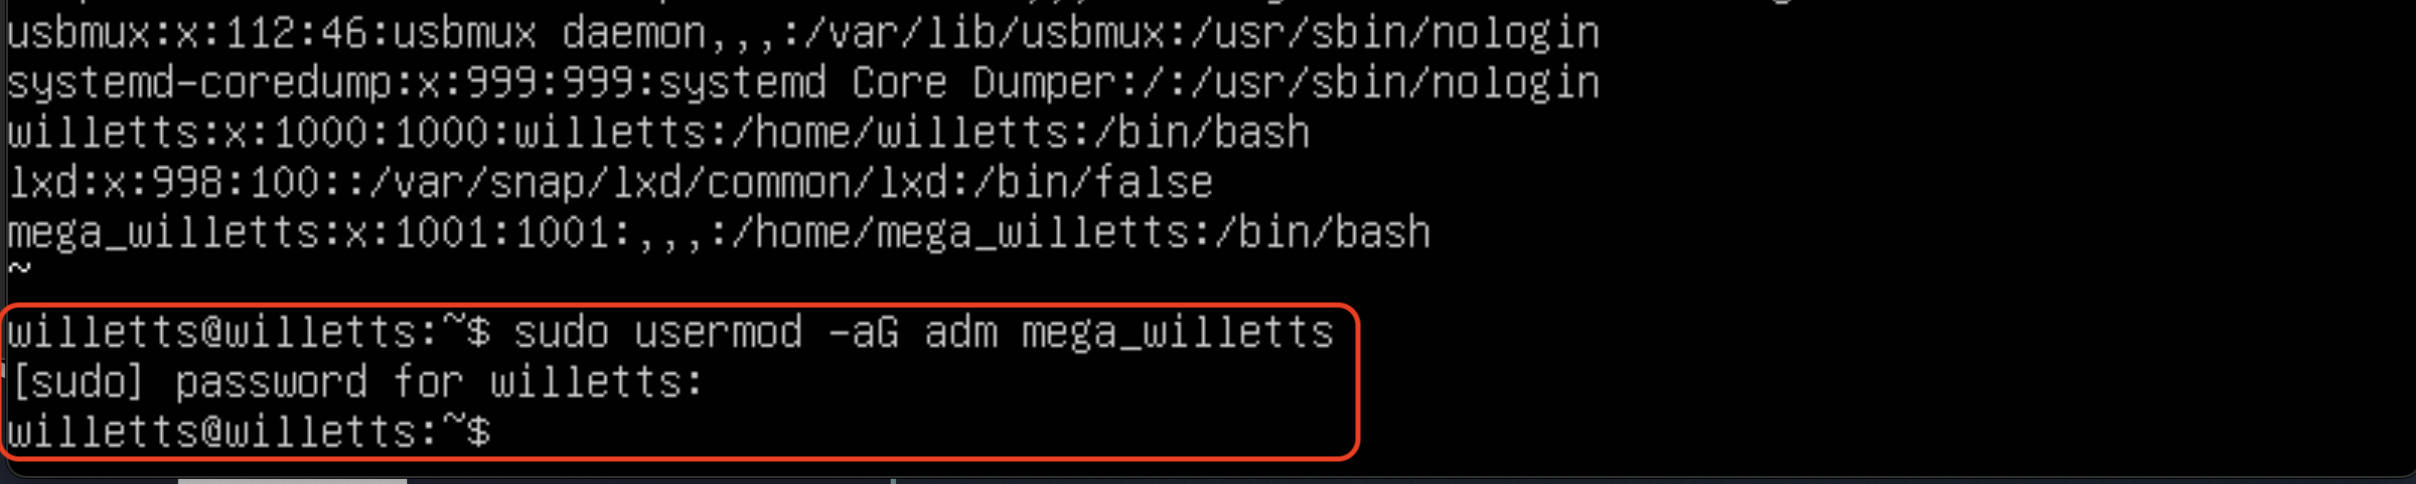 usbmux:x:112:46:usbmux daemon,,,:/var/lib/usbmux:/usr/sbin/nologin
systemd-coredump:x:999:999:systemd Core Dumper:/:/usr/sbin/nologin
willetts:x:1000:1000:willetts:/home/willetts:/bin/bash
lxd:x:998:100::/var/snap/lxd/common/lxd:/bin/false
mega_willetts:x:1001:1001:,,,:/home/mega_willetts:/bin/bash
~
willetts@willetts:~$ sudo usermod -aG adm mega_willetts
[sudo] password for willetts:
willetts@willetts:~$